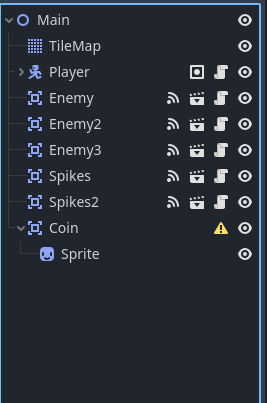 Main
TileMap
Player
Enemy
Enemy2
Enemy3
Spikes
Spikes2
Coin
Sprite